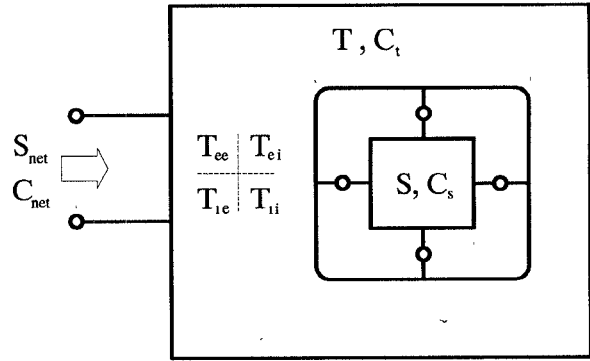 T , C_t
S_net
C_net
T_ee T_ei
T_ie T_ii
S, C_s